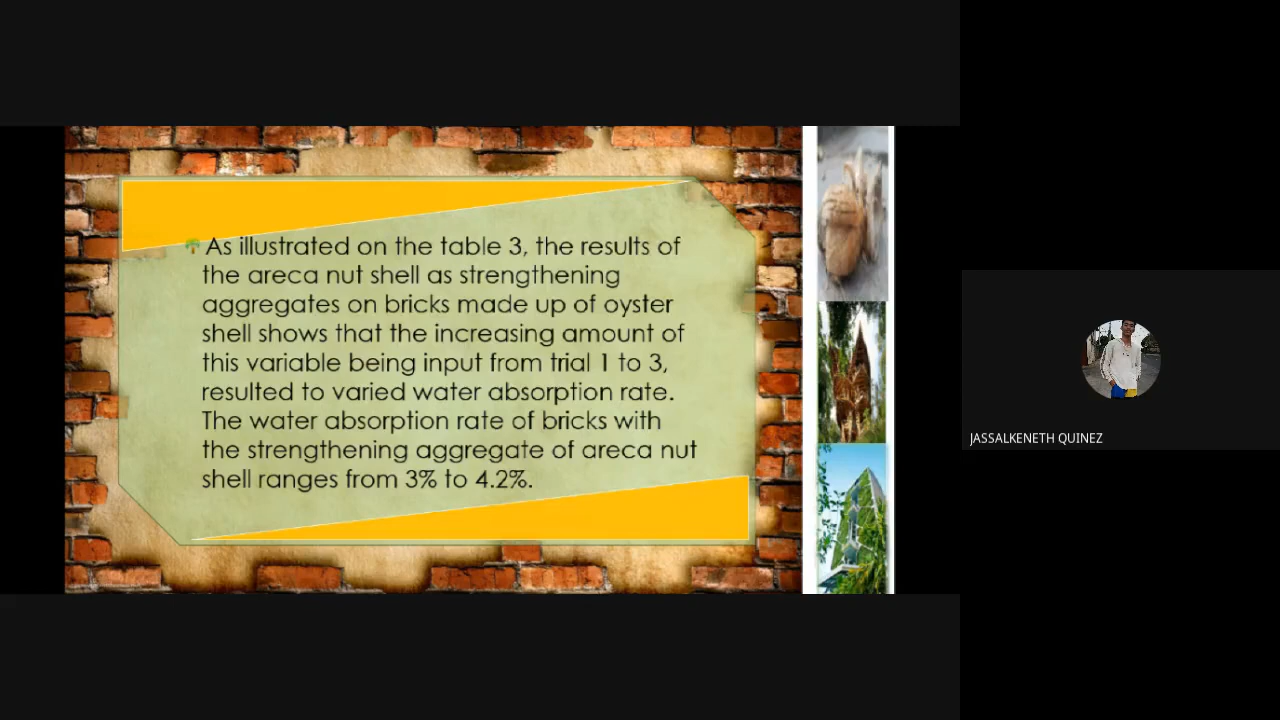 As illustrated on the table 3, the results of
the areca nut shell as strengthening
aggregates on bricks made up of oyster
shell shows that the increasing amount of
this variable being input from trial 1 to 3,
resulted to varied water absorption rate.
The water absorption rate of bricks with
the strengthening aggregate of areca nut
shell ranges from 3% to 4.2%.
JASSALKENETH QUINEZ